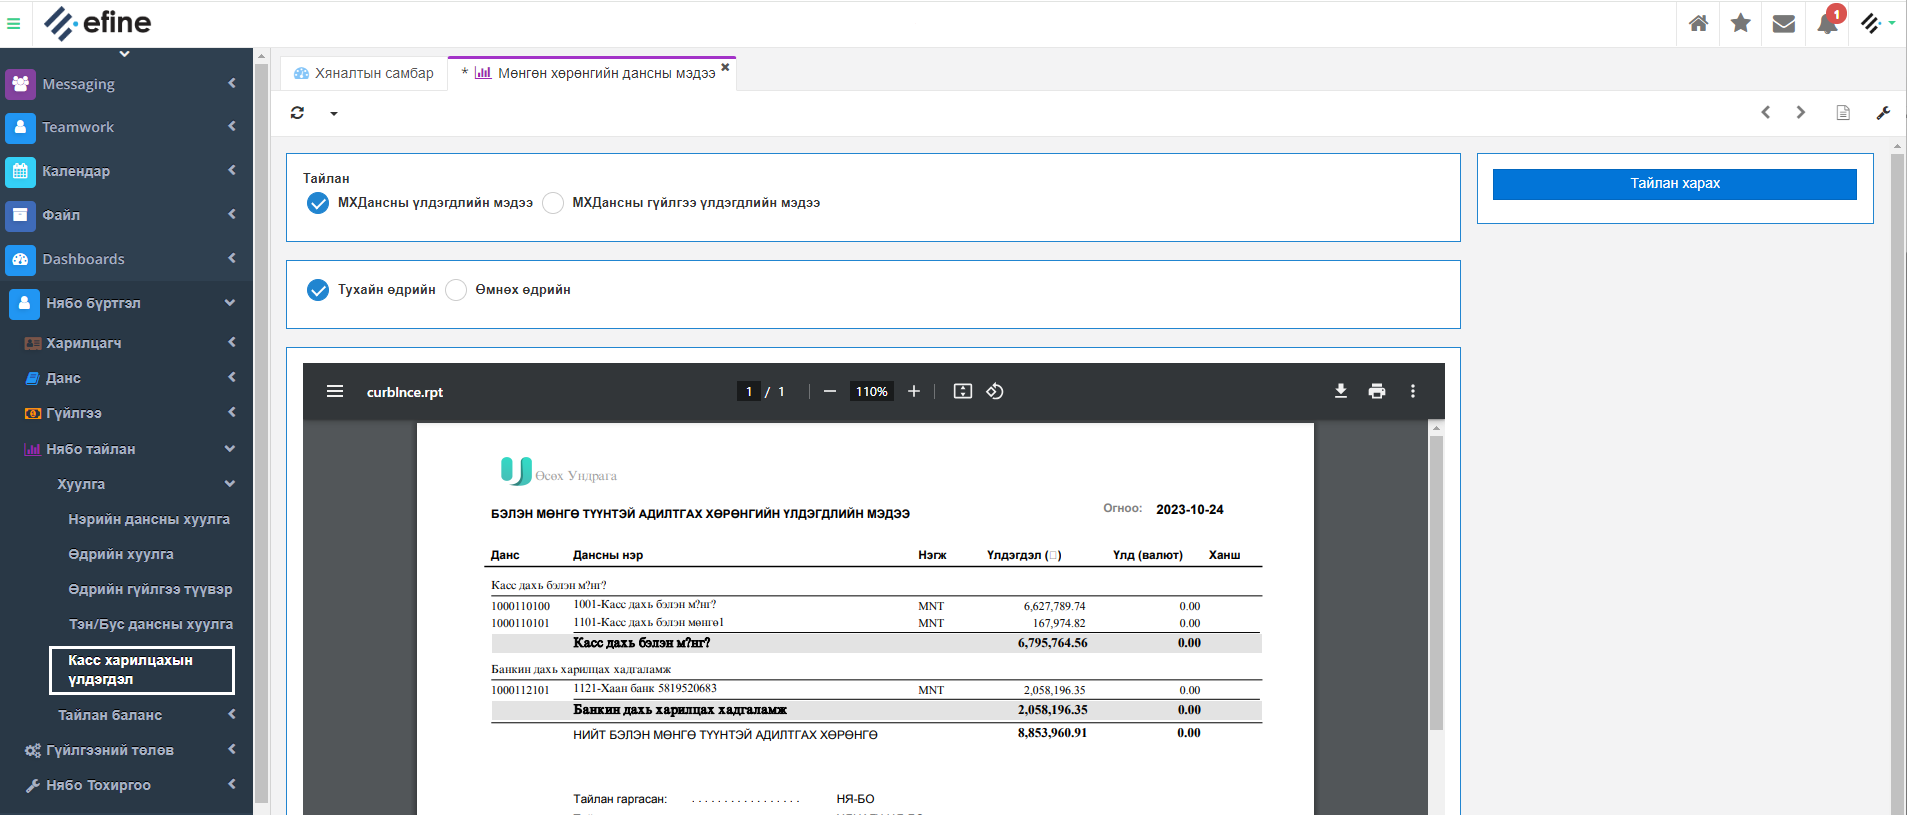 efine
1
Messaging
Teamwork
Календар
Файл
Dashboards
Нябо бүртгэл
Харилцагч
Данс
Гүйлгээ
Нябо тайлан
Хуулга
Нэрийн дансны хуулга
Өдрийн хуулга
Өдрийн гүйлгээ түүвэр
Тэн/Бус дансны хуулга
Касс харилцахын
үлдэгдэл
Тайлан баланс
Гүйлгээний төлөв
Нябо Тохиргоо
Хяналтын самбар
* Мөнгөн хөрөнгийн дансны мэдээ
Тайлан
МХДансны үлдэгдлийн мэдээ МХДансны гүйлгээ үлдэгдлийн мэдээ
Тайлан харах
Тухайн өдрийн Өмнөх өдрийн
curblnce.rpt 1 / 1 110%
Өсөх Ундрага
БЭЛЭН МӨНГӨ ТҮҮНТЭЙ АДИЛТГАХ ХӨРӨНГИЙН ҮЛДЭГДЛИЙН МЭДЭЭ Огноо: 2023-10-24
Данс Дансны нэр Нэгж Үлдэгдэл (□) Үлд (валют) Ханш
Касс дахь бэлэн м?нг?
1000110100 1001-Касс дахь бэлэн м?нг? MNT 6,627,789.74 0.00
1000110101 1101-Касс дахь бэлэн мөнгө1 MNT 167,974.82 0.00
Касс дахь бэлэн м?нг? 6,795,764.56 0.00
Банкин дахь харилцах хадгаламж
1000112101 1121-Хаан банк 5819520683 MNT 2,058,196.35 0.00
Банкин дахь харилцах хадгаламж 2,058,196.35 0.00
НИЙТ БЭЛЭН МӨНГӨ ТҮҮНТЭЙ АДИЛТГАХ ХӨРӨНГӨ 8,853,960.91 0.00
Тайлан гаргасан: . . . . . . . . . . . . . . . . . НЯ-БО